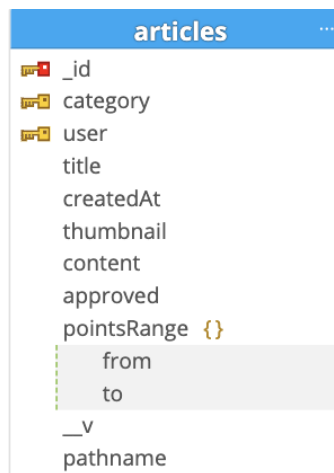 articles ...
_id
category
user
title
createdAt
thumbnail
content
approved
pointsRange {}
from
to
__v
pathname